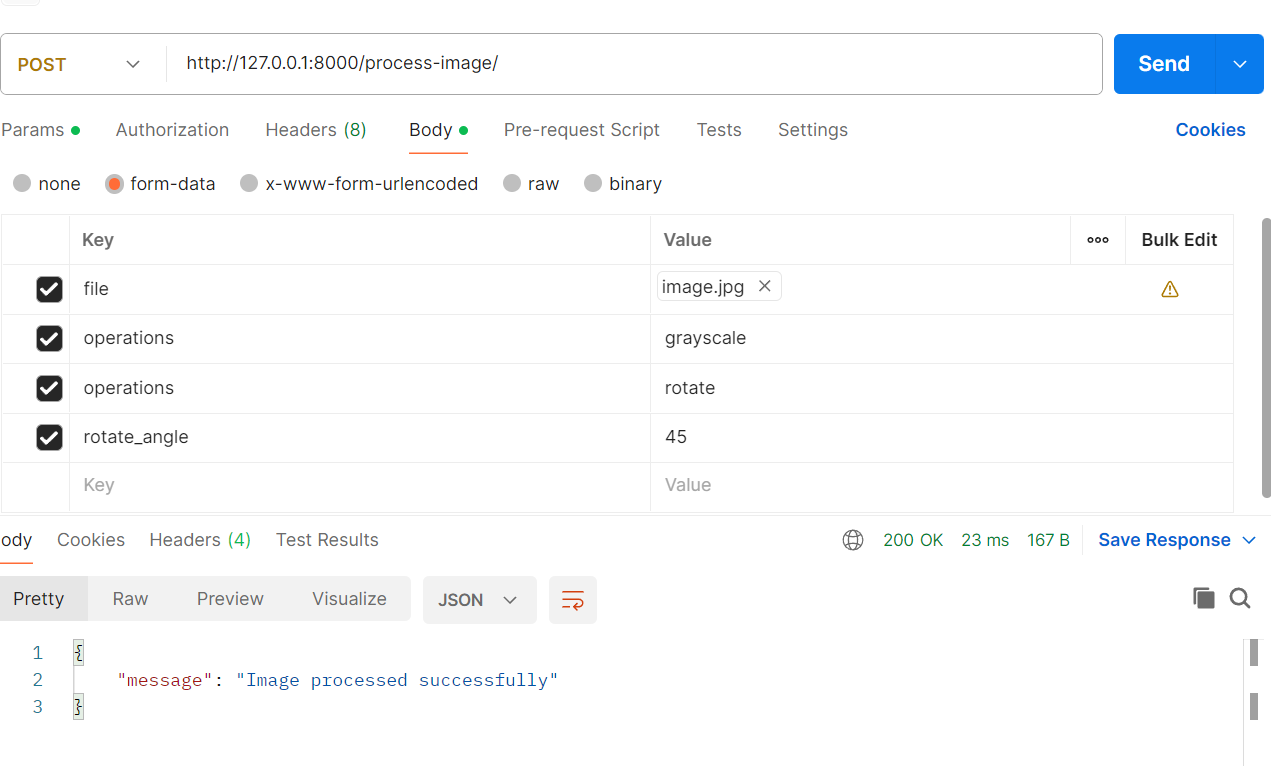 POST http://127.0.0.1:8000/process-image/ Send
Params Authorization Headers (8) Body Pre-request Script Tests Settings Cookies
none form-data x-www-form-urlencoded raw binary
Key Value ooo Bulk Edit
file image.jpg
operations grayscale
operations rotate
rotate_angle 45
Key Value
ody Cookies Headers (4) Test Results 200 OK 23 ms 167 B Save Response
Pretty Raw Preview Visualize JSON
1 {
2 "message": "Image processed successfully"
3 }